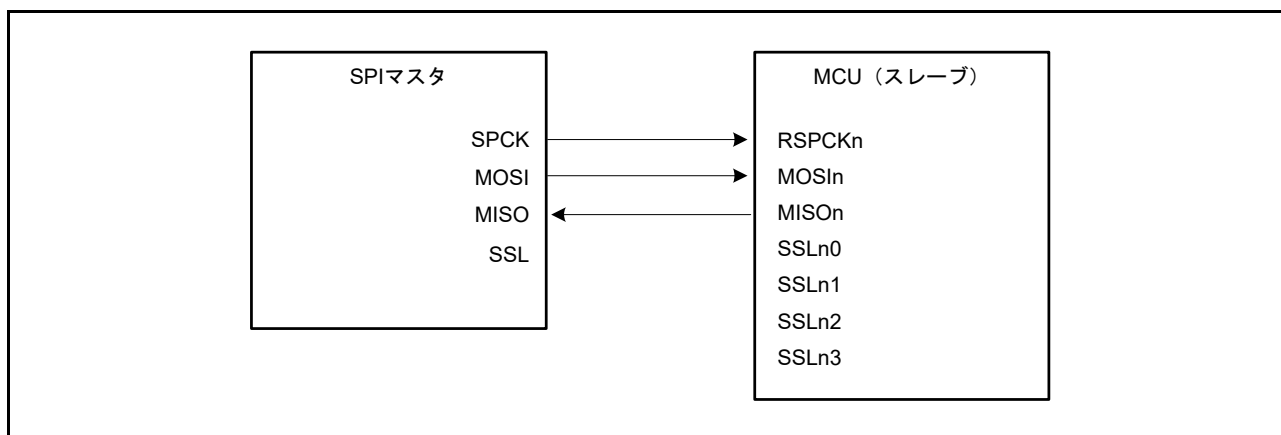 SPIマスタ
SPCK
MOSI
MISO
SSL
MCU（スレーブ）
RSPCKn
MOSIn
MISOn
SSLn0
SSLn1
SSLn2
SSLn3